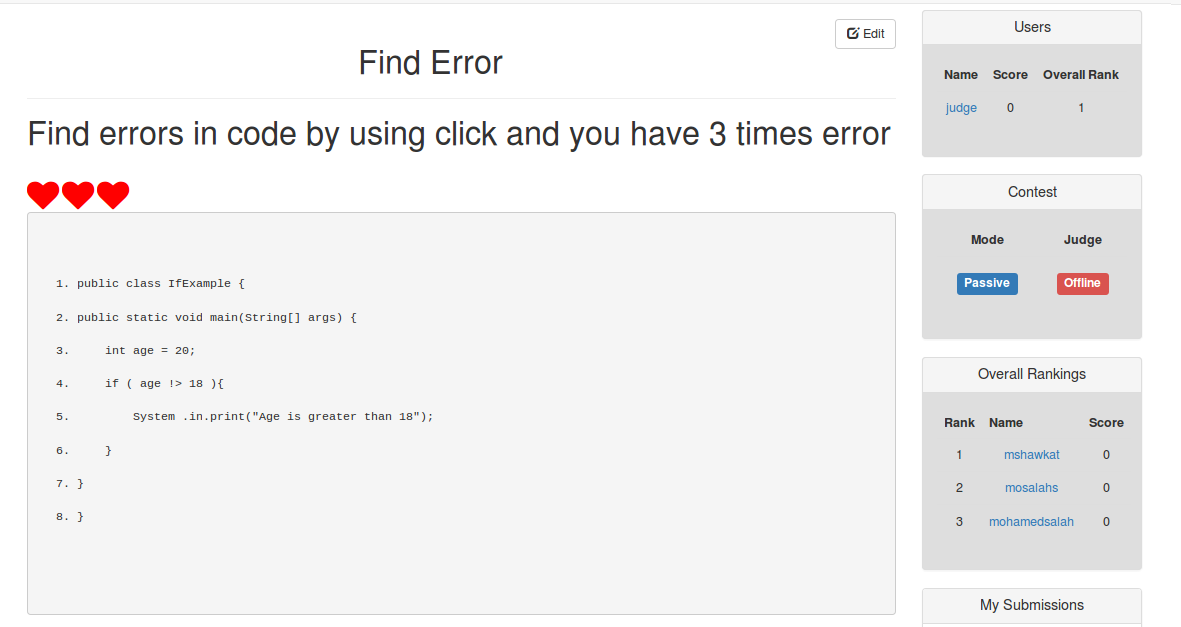 Edit
Find Error
Find errors in code by using click and you have 3 times error
1. public class IfExample {
2. public static void main(String[] args) {
3.     int age = 20;
4.     if ( age !> 18 ){
5.         System .in.print("Age is greater than 18");
6.     }
7. }
8. }
Users
Name Score Overall Rank
judge 0 1
Contest
Mode Judge
Passive Offline
Overall Rankings
Rank Name Score
1 mshawkat 0
2 mosalahs 0
3 mohamedsalah 0
My Submissions